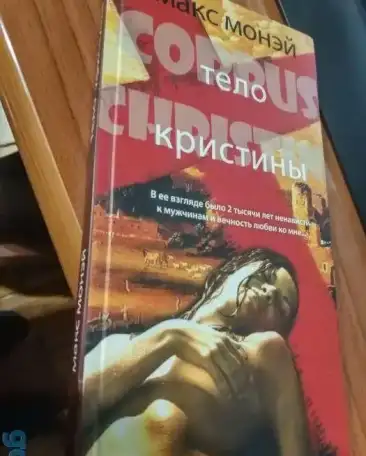 макс монэй
CORPUS
тело
CHRISTI
кристины
В ее взгляде было 2 тысячи лет ненависти
к мужчинам и вечность любви ко мне...
макс монэй